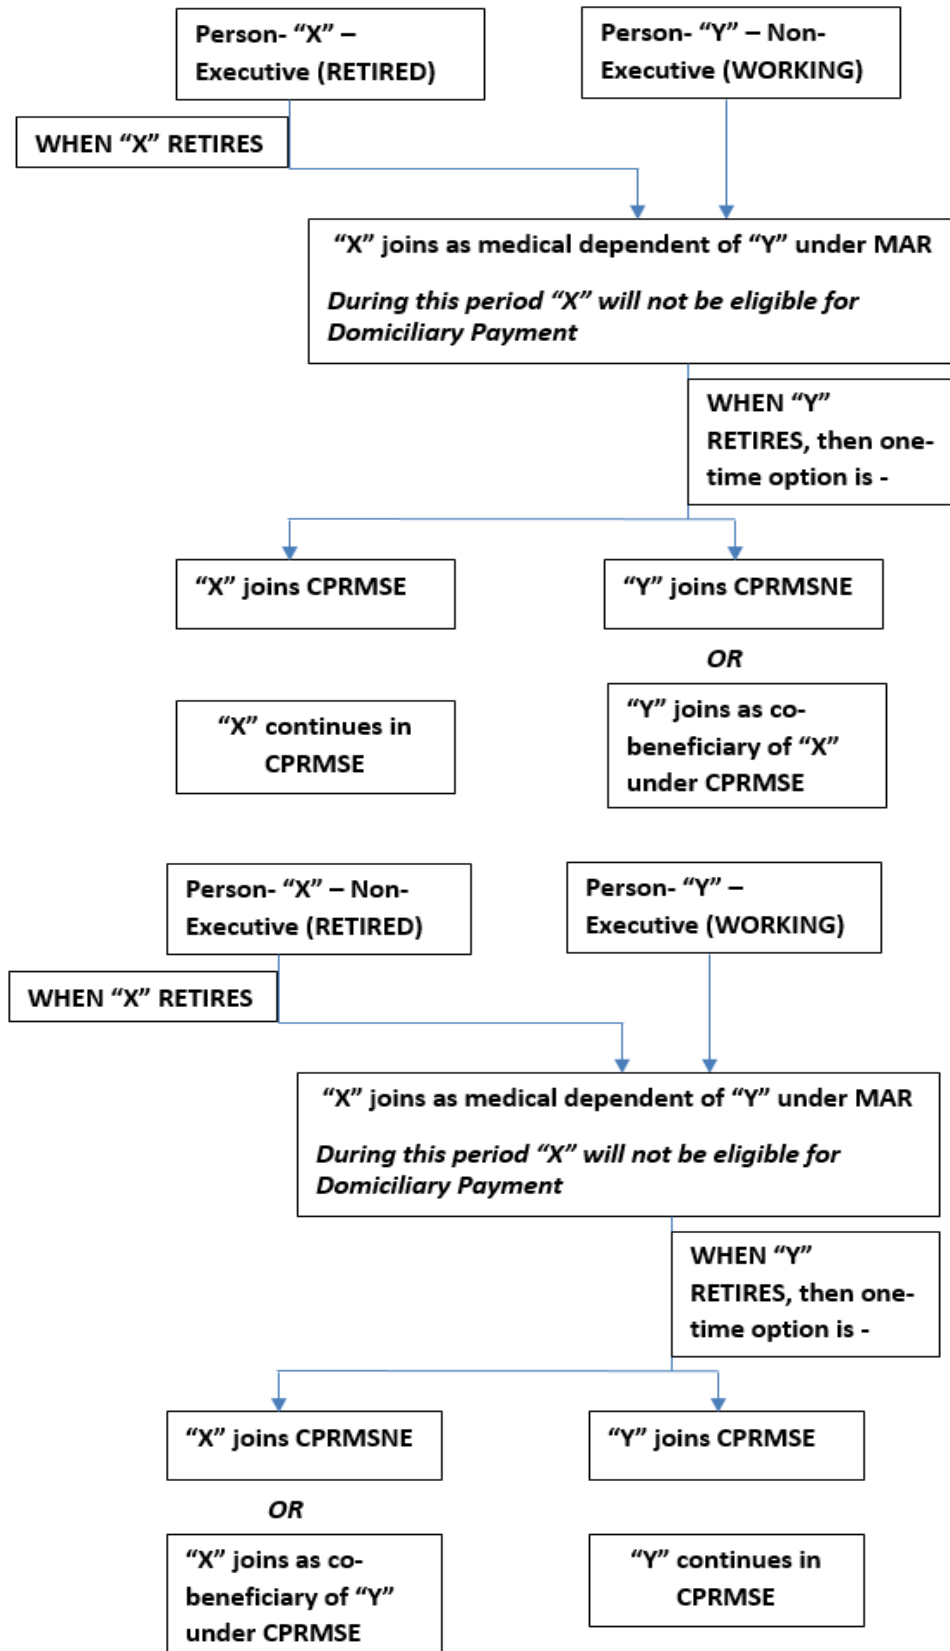 Person- “X” –
Executive (RETIRED)
Person- “Y” – Non-
Executive (WORKING)
WHEN “X” RETIRES
“X” joins as medical dependent of “Y” under MAR
During this period “X” will not be eligible for
Domiciliary Payment
WHEN “Y”
RETIRES, then one-
time option is -
“X” joins CPRMSE
“Y” joins CPRMSNE
OR
“X” continues in
CPRMSE
“Y” joins as co-
beneficiary of “X”
under CPRMSE
Person- “X” – Non-
Executive (RETIRED)
Person- “Y” –
Executive (WORKING)
WHEN “X” RETIRES
“X” joins as medical dependent of “Y” under MAR
During this period “X” will not be eligible for
Domiciliary Payment
WHEN “Y”
RETIRES, then one-
time option is -
“X” joins CPRMSNE
“Y” joins CPRMSE
OR
“X” joins as co-
beneficiary of “Y”
under CPRMSE
“Y” continues in
CPRMSE